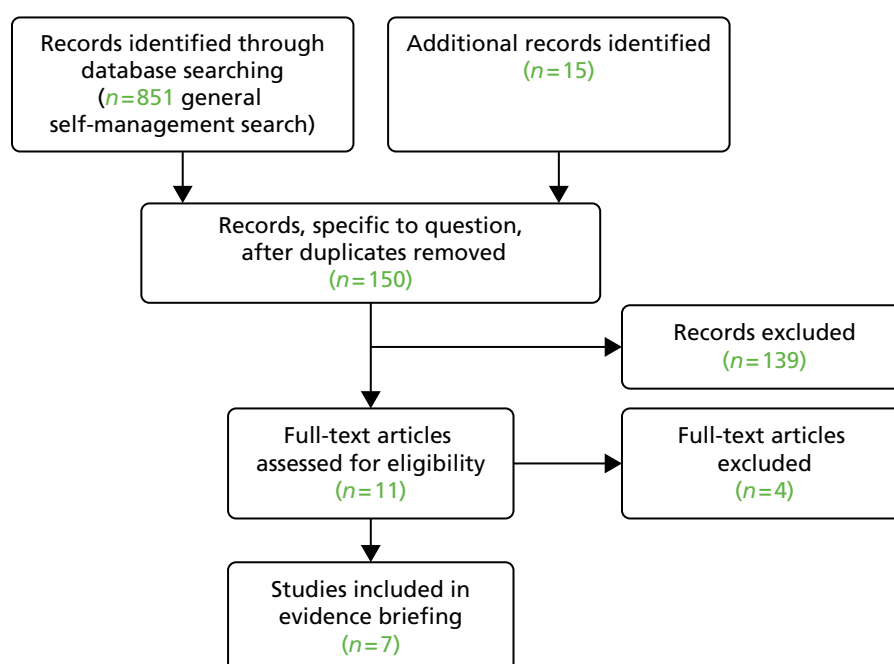 Records identified through
database searching
(n=851 general
self-management search)
Additional records identified
(n=15)
Records, specific to question,
after duplicates removed
(n=150)
Records excluded
(n=139)
Full-text articles
assessed for eligibility
(n=11)
Full-text articles
excluded
(n=4)
Studies included in
evidence briefing
(n=7)